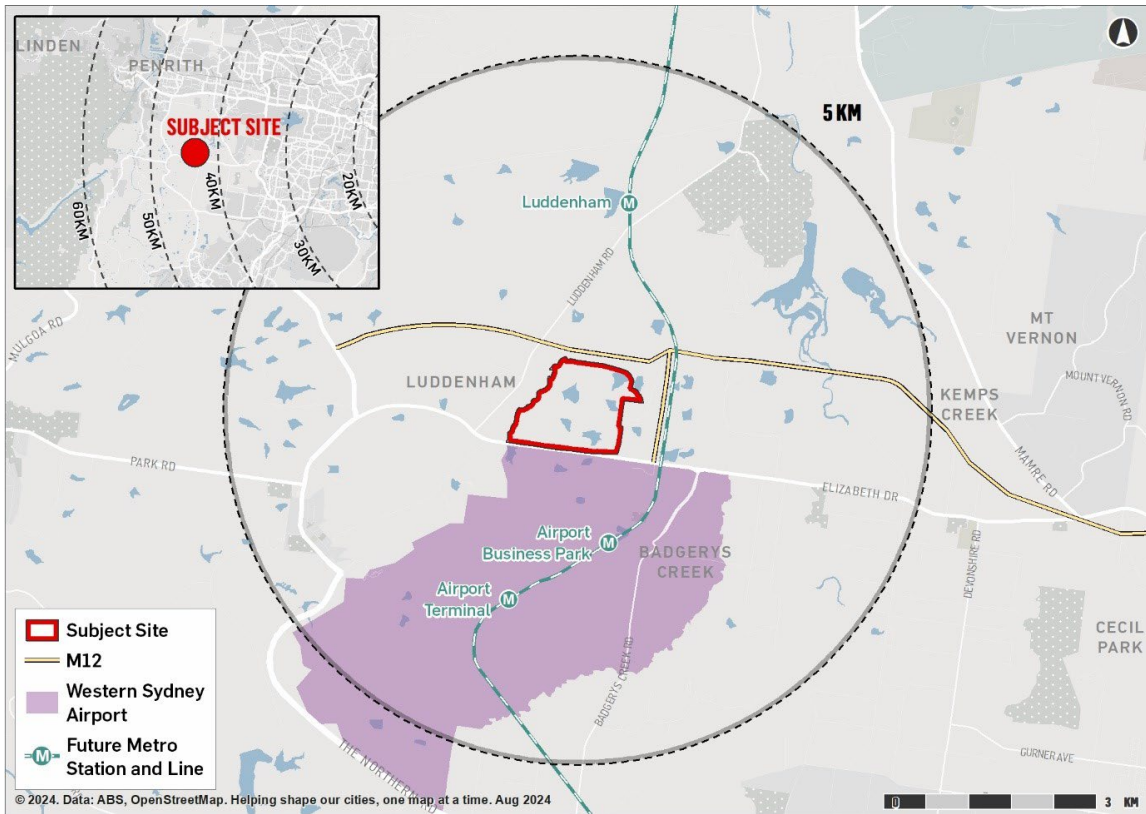 LINDEN
PENRITH
SUBJECT SITE
60KM
50KM
40KM
30KM
20KM
5 KM
Luddenham
LUDDENHAM RD
MULGOA RD
LUDDENHAM
MT
VERNON
MOUNT VERNON RD
KEMPS
CREEK
MAMRE RD
PARK RD
ELIZABETH DR
Airport
Business Park
BADGERYS
CREEK
DEVONSHIRE RD
Airport
Terminal
CECIL
PARK
BADGERYS CREEK RD
GURNER AVE
THE NORTHERN RD
Subject Site
M12
Western Sydney
Airport
M
Future Metro
Station and Line
© 2024. Data: ABS, OpenStreetMap. Helping shape our cities, one map at a time. Aug 2024
0 3 KM